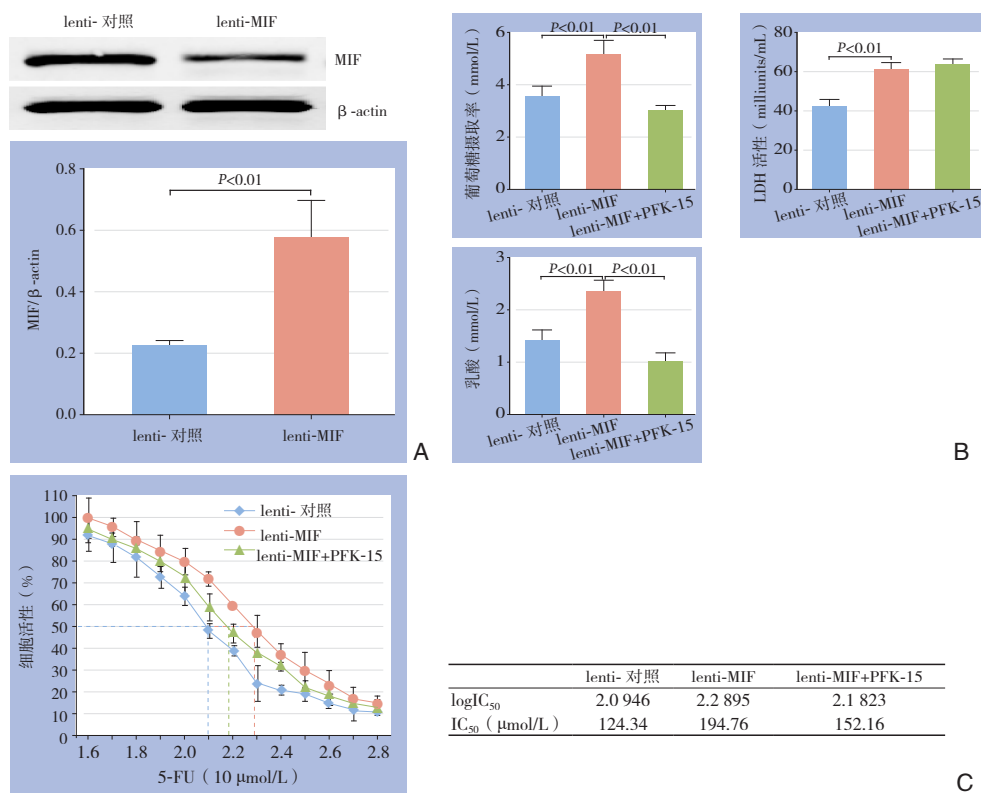 lenti- 对照 lenti-MIF
MIF
β-actin
MIF/β-actin
0.8
0.6
0.4
0.2
0.0
P<0.01
lenti- 对照 lenti-MIF
A
葡萄糖摄取率（mmol/L）
6
4
2
0
P<0.01 P<0.01
lenti- 对照 lenti-MIF lenti-MIF+PFK-15
LDH 活性（milliunits/mL）
80
60
40
20
0
P<0.01
lenti- 对照 lenti-MIF lenti-MIF+PFK-15
乳酸（mmol/L）
3
2
1
0
P<0.01 P<0.01
lenti- 对照 lenti-MIF lenti-MIF+PFK-15
B
细胞活性（%）
110
100
90
80
70
60
50
40
30
20
10
0
lenti- 对照
lenti-MIF
lenti-MIF+PFK-15
1.6 1.8 2.0 2.2 2.4 2.6 2.8
5-FU（10 μmol/L）
lenti- 对照 lenti-MIF lenti-MIF+PFK-15
logIC50 2.0 946 2.2 895 2.1 823
IC50（μmol/L） 124.34 194.76 152.16
C